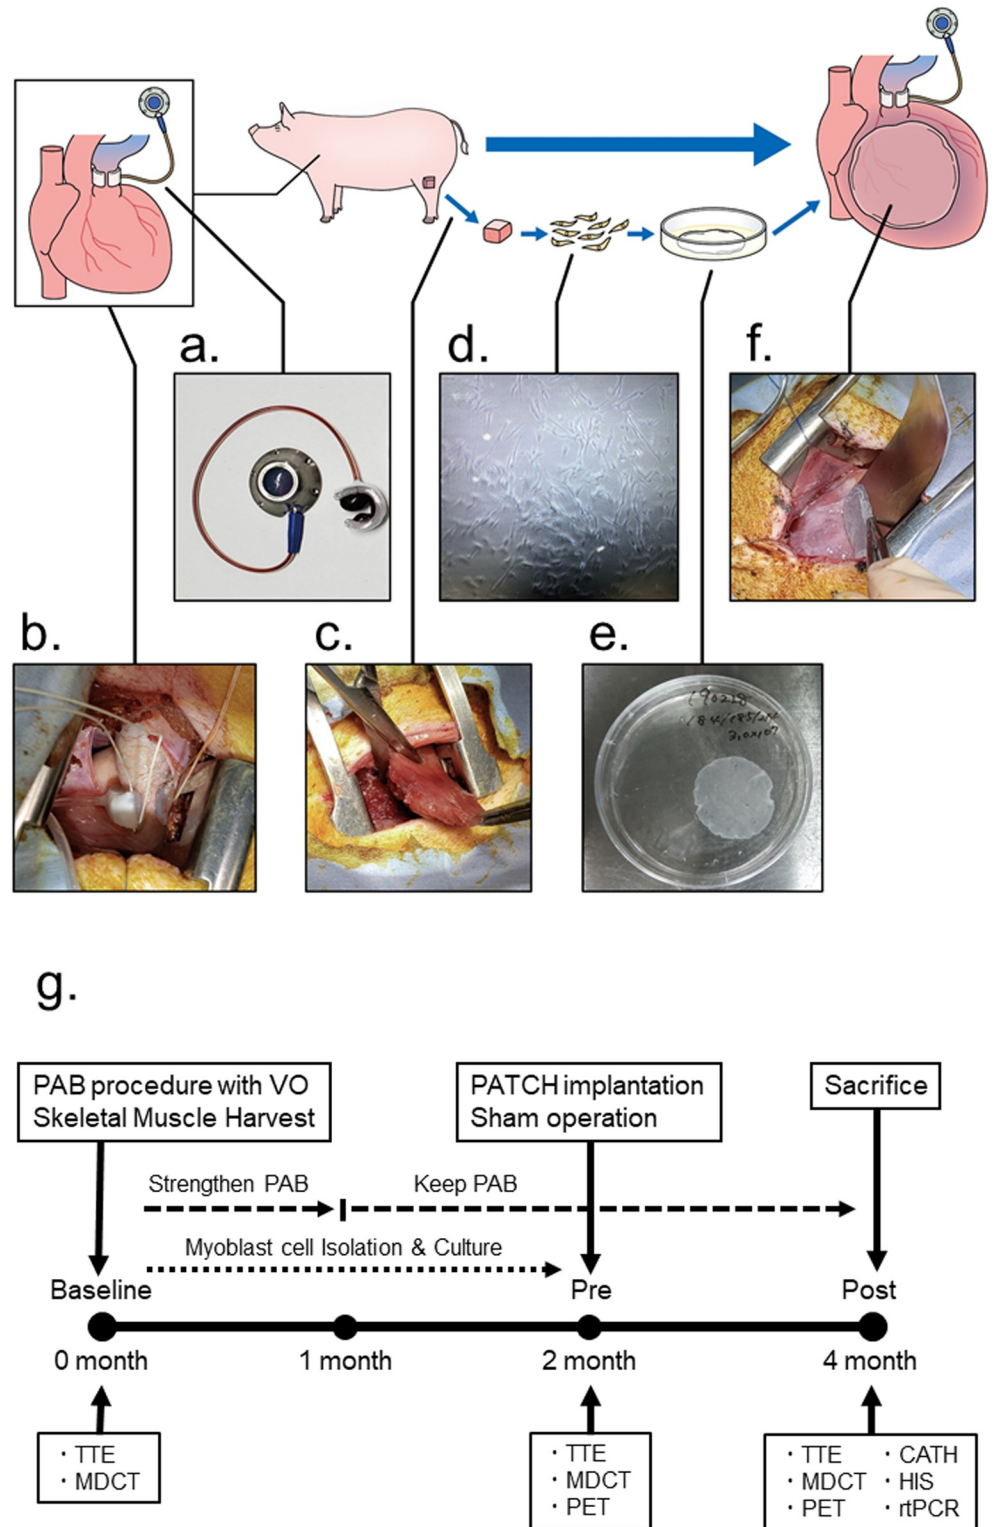 a.
d.
f.
b.
c.
e.
g.
PAB procedure with VO
Skeletal Muscle Harvest
PATCH implantation
Sham operation
Sacrifice
Strengthen PAB
Keep PAB
Myoblast cell Isolation & Culture
Baseline
Pre
Post
0 month
1 month
2 month
4 month
・TTE
・MDCT
・TTE
・MDCT
・PET
・TTE ・CATH
・MDCT ・HIS
・PET ・rtPCR